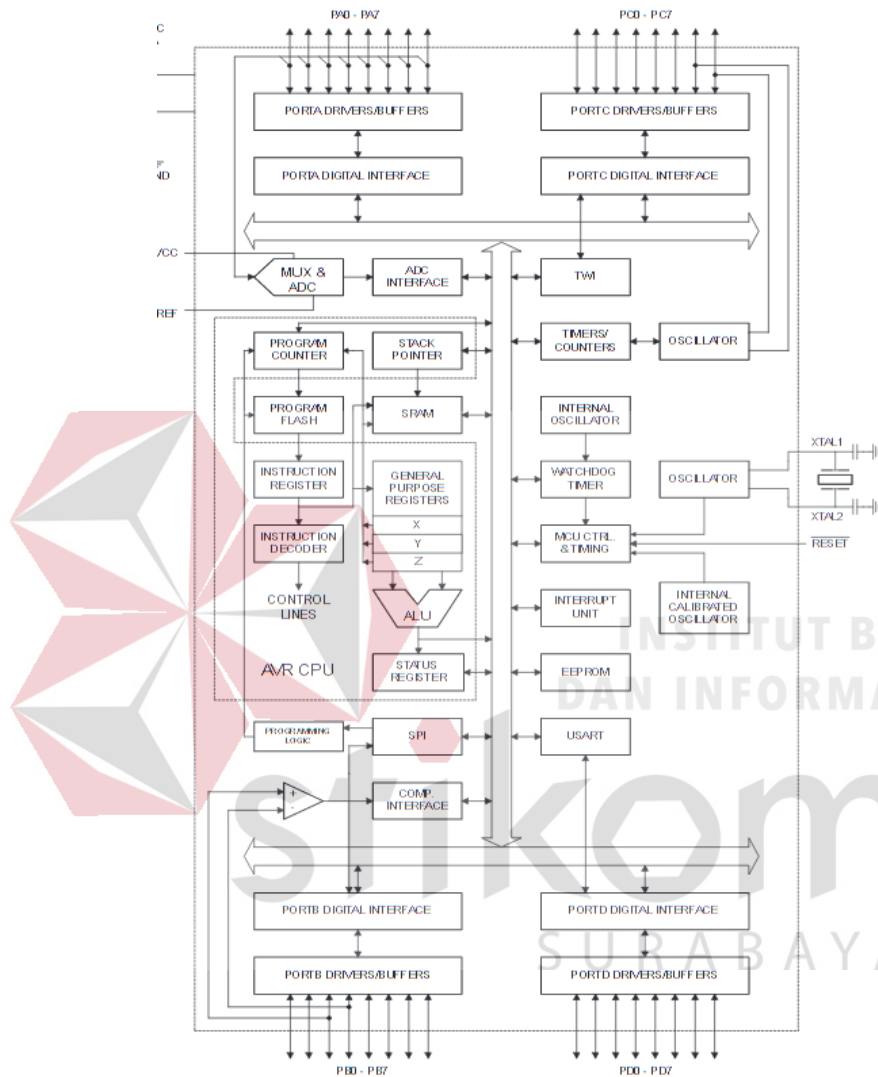 PA0 - PA7
PC0 - PC7
C
PORTA DRIVERS/BUFFERS
PORTC DRIVERS/BUFFERS
ND
PORTA DIGITAL INTERFACE
PORTC DIGITAL INTERFACE
/CC
MUX &
ADC
ADC
INTERFACE
TWI
REF
PROGRAM
COUNTER
STACK
POINTER
TIMERS/
COUNTERS
OSCILLATOR
PROGRAM
FLASH
SRAM
INTERNAL
OSCILLATOR
XTAL1
INSTRUCTION
REGISTER
GENERAL
PURPOSE
REGISTERS
WATCHDOG
TIMER
OSCILLATOR
X
XTAL2
INSTRUCTION
DECODER
Y
MCU CTRL.
& TIMING
RESET
Z
CONTROL
LINES
ALU
INTERRUPT
UNIT
INTERNAL
CALIBRATED
OSCILLATOR
INSTITUT B
AVR CPU
STATUS
REGISTER
EEPROM
DAN INFORMA
PROGRAMMING
LOGIC
SPI
USART
+
-
COMP.
INTERFACE
stikom
PORTB DIGITAL INTERFACE
PORTD DIGITAL INTERFACE
SURABAYA
PORTB DRIVERS/BUFFERS
PORTD DRIVERS/BUFFERS
PB0 - PB7
PD0 - PD7